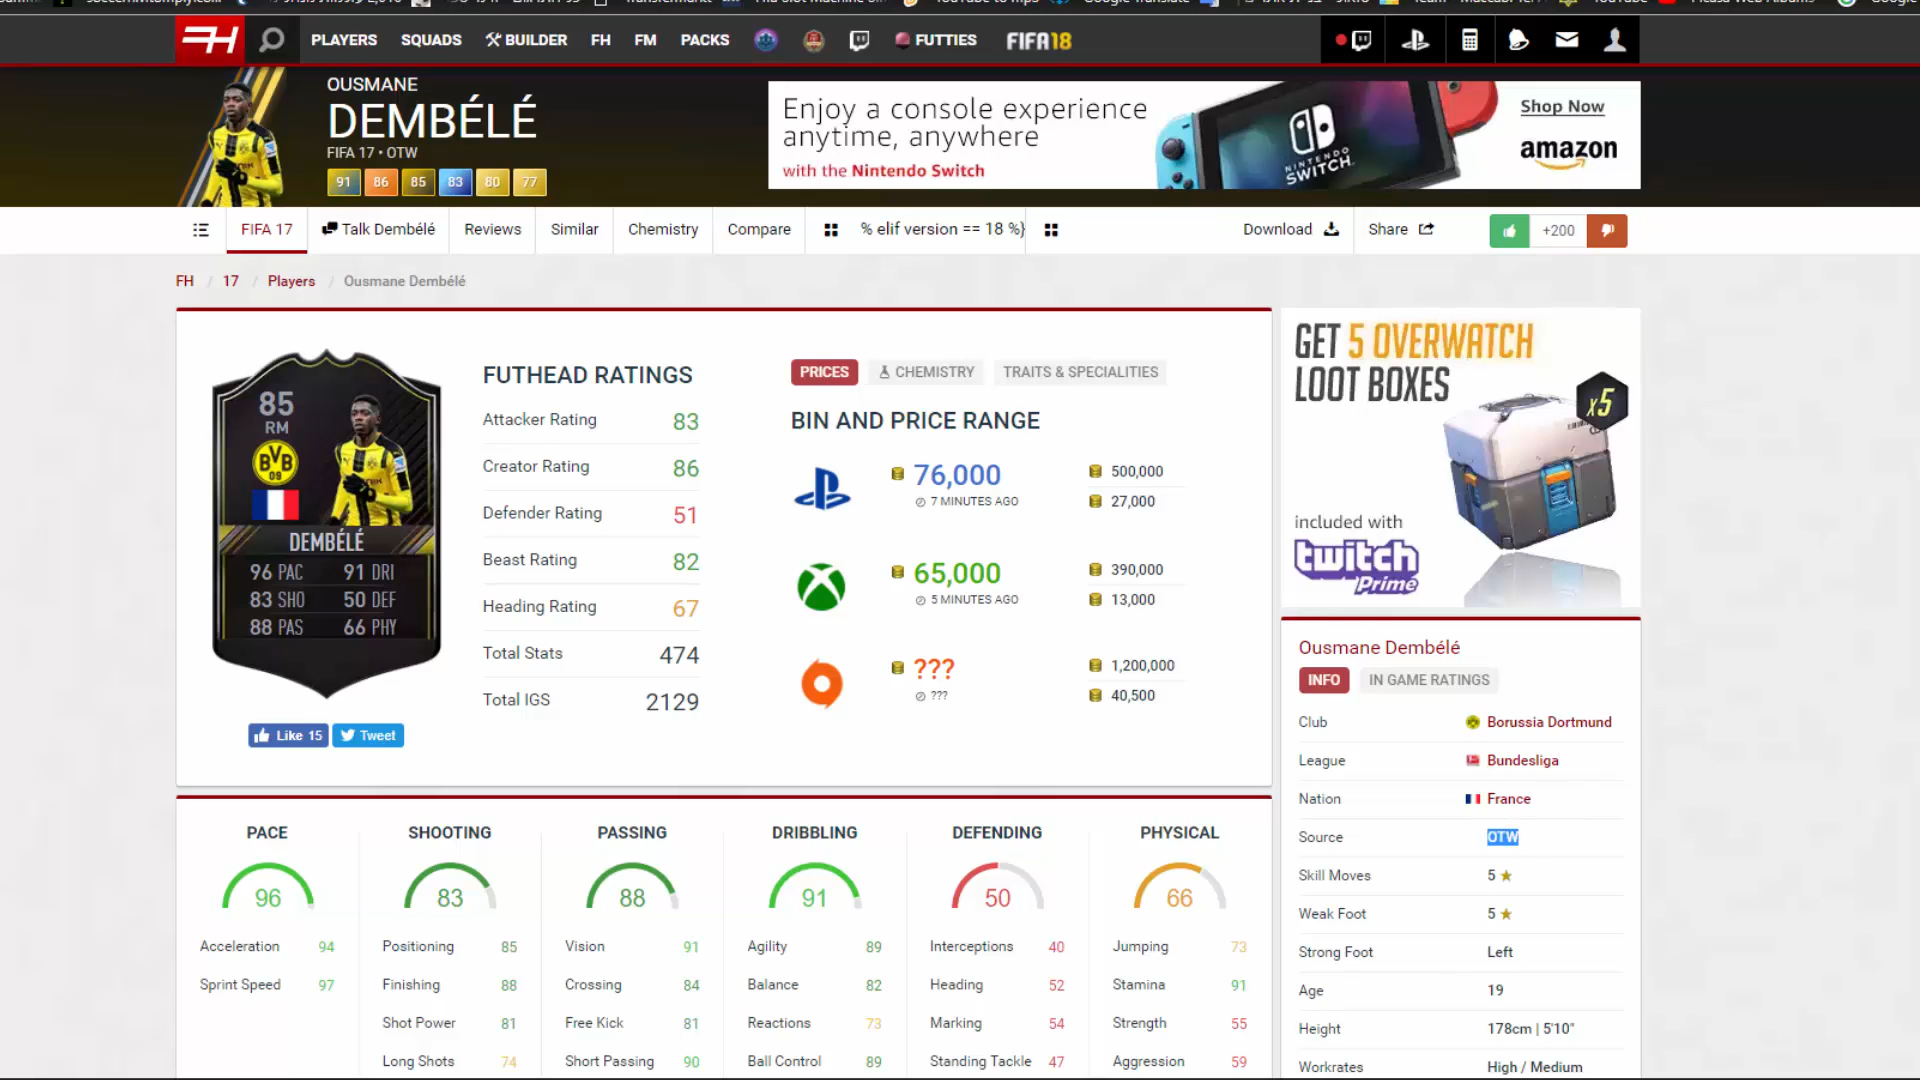 PLAYERS SQUADS BUILDER FH FM PACKS FUTTIES FIFA18
OUSMANE
DEMBÉLÉ
FIFA 17 • OTW
91 86 85 83 80 77
Enjoy a console experience
anytime, anywhere
with the Nintendo Switch
NINTENDO
SWITCH
Shop Now
amazon
FIFA 17 Talk Dembélé Reviews Similar Chemistry Compare % elif version == 18 %} Download Share +200
FH / 17 / Players / Ousmane Dembélé
85
RM
BVB
09
DEMBÉLÉ
96 PAC 91 DRI
83 SHO 50 DEF
88 PAS 66 PHY
Like 15 Tweet
FUTHEAD RATINGS
Attacker Rating 83
Creator Rating 86
Defender Rating 51
Beast Rating 82
Heading Rating 67
Total Stats 474
Total IGS 2129
PRICES CHEMISTRY TRAITS & SPECIALITIES
BIN AND PRICE RANGE
76,000 500,000
7 MINUTES AGO 27,000
65,000 390,000
5 MINUTES AGO 13,000
??? 1,200,000
??? 40,500
GET 5 OVERWATCH
LOOT BOXES
x5
included with
twitch
Prime
Ousmane Dembélé
INFO IN GAME RATINGS
Club Borussia Dortmund
League Bundesliga
Nation France
Source OTW
Skill Moves 5
Weak Foot 5
Strong Foot Left
Age 19
Height 178cm | 5'10"
Workrates High / Medium
PACE SHOOTING PASSING DRIBBLING DEFENDING PHYSICAL
96 83 88 91 50 66
Acceleration 94 Positioning 85 Vision 91 Agility 89 Interceptions 40 Jumping 73
Sprint Speed 97 Finishing 88 Crossing 84 Balance 82 Heading 52 Stamina 91
Shot Power 81 Free Kick 81 Reactions 73 Marking 54 Strength 55
Long Shots 74 Short Passing 90 Ball Control 89 Standing Tackle 47 Aggression 59